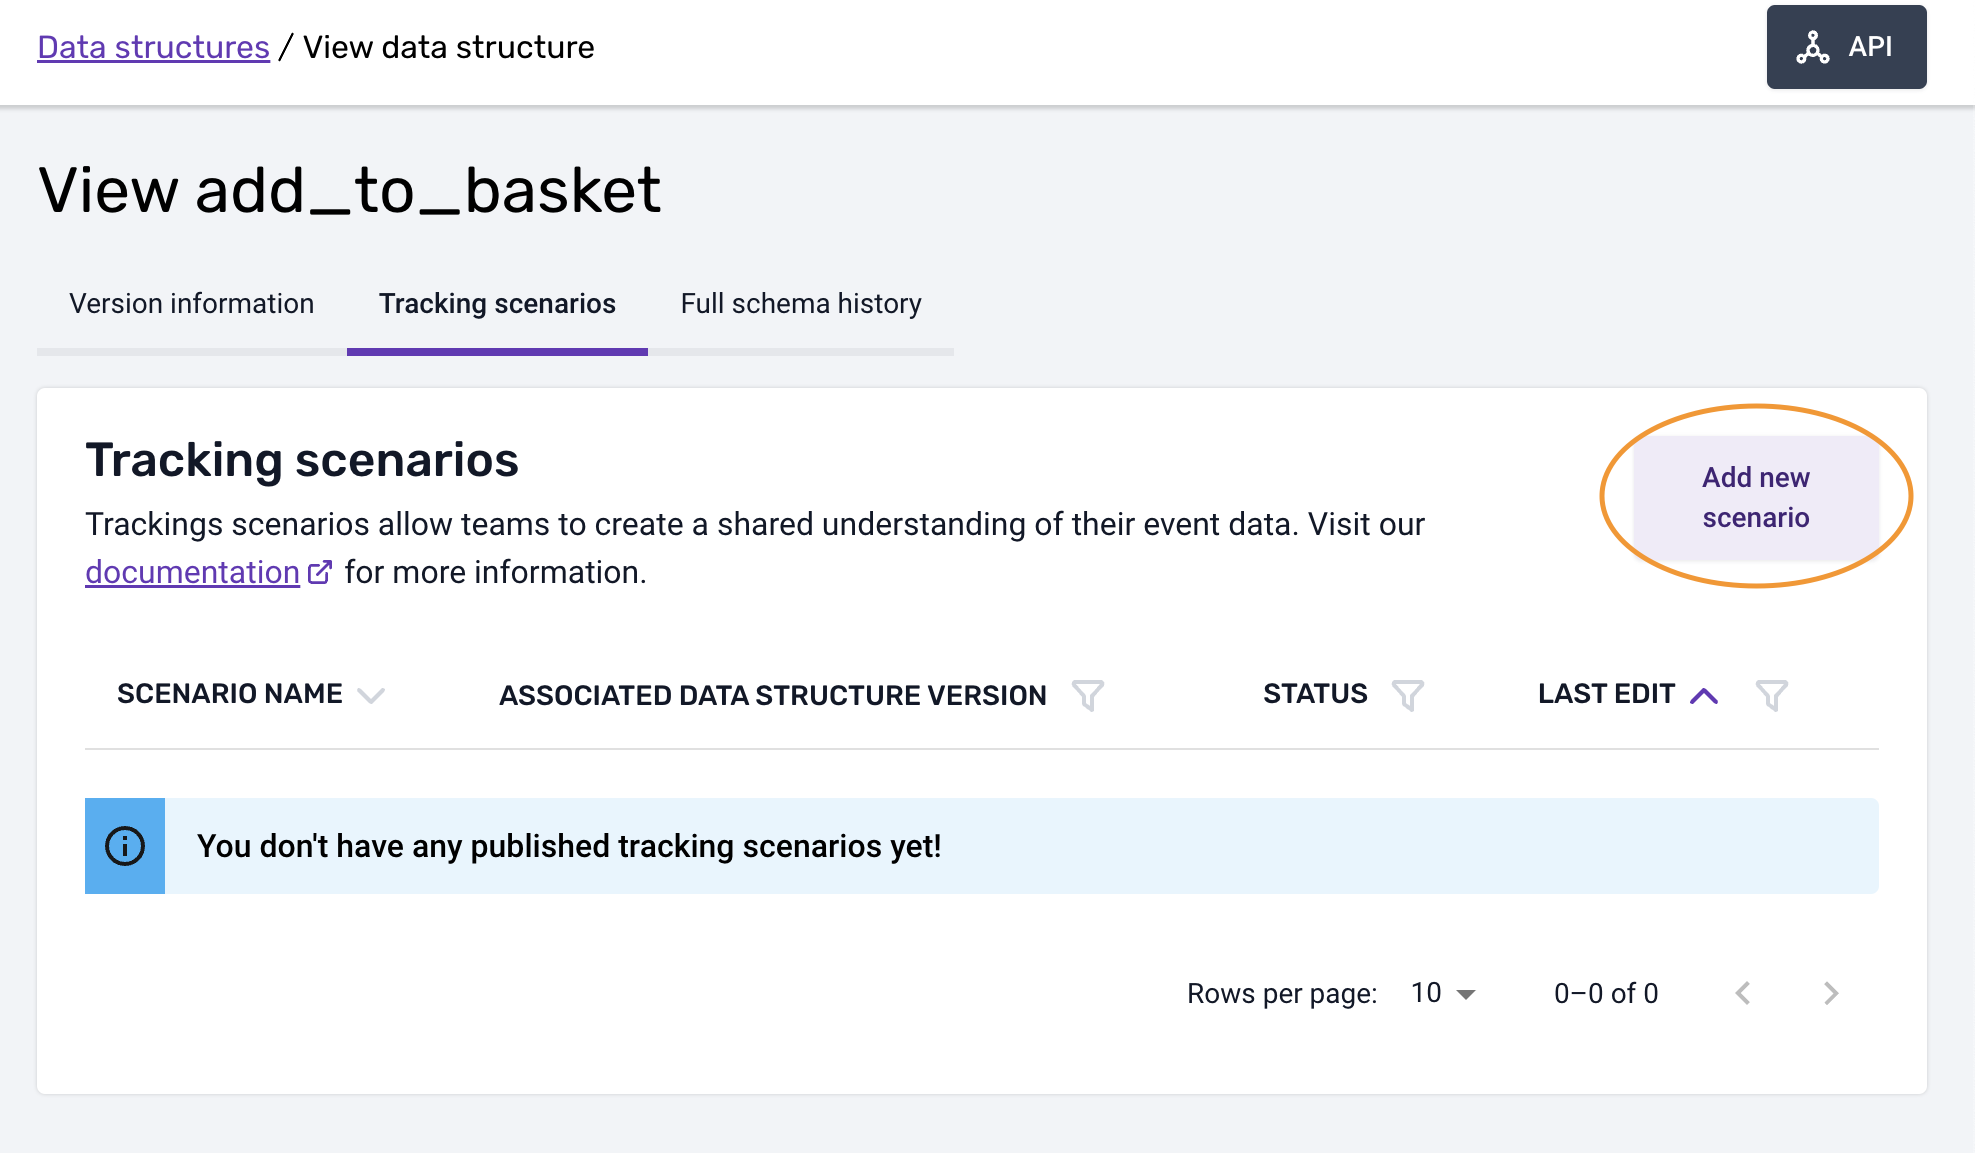 Data structures / View data structure
API
View add_to_basket
Version information
Tracking scenarios
Full schema history
Tracking scenarios
Trackings scenarios allow teams to create a shared understanding of their event data. Visit our
documentation for more information.
Add new
scenario
SCENARIO NAME
ASSOCIATED DATA STRUCTURE VERSION
STATUS
LAST EDIT
You don't have any published tracking scenarios yet!
Rows per page: 10
0–0 of 0